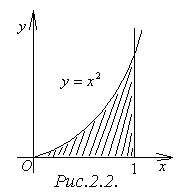 y
y = x²
O
1
x
Рис.2.2.